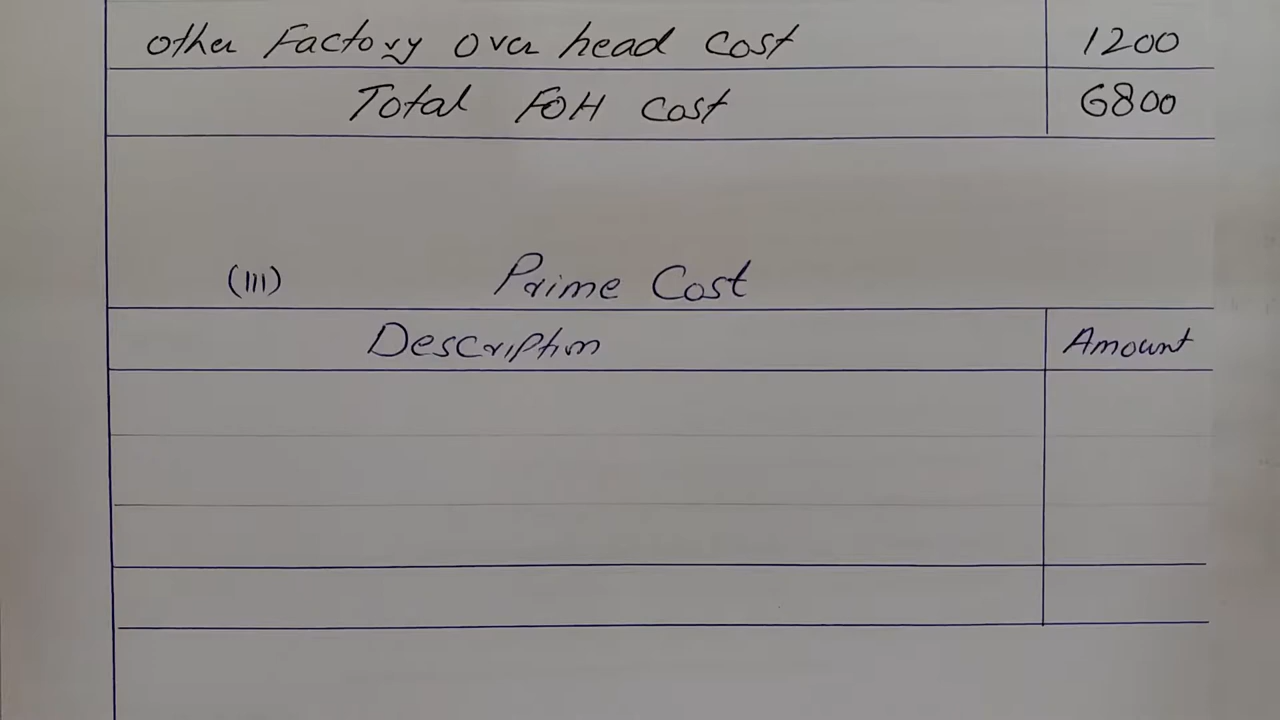 other Factory Over head Cost 1200
Total FOH Cost 6800
(III) Prime Cost
Description Amount